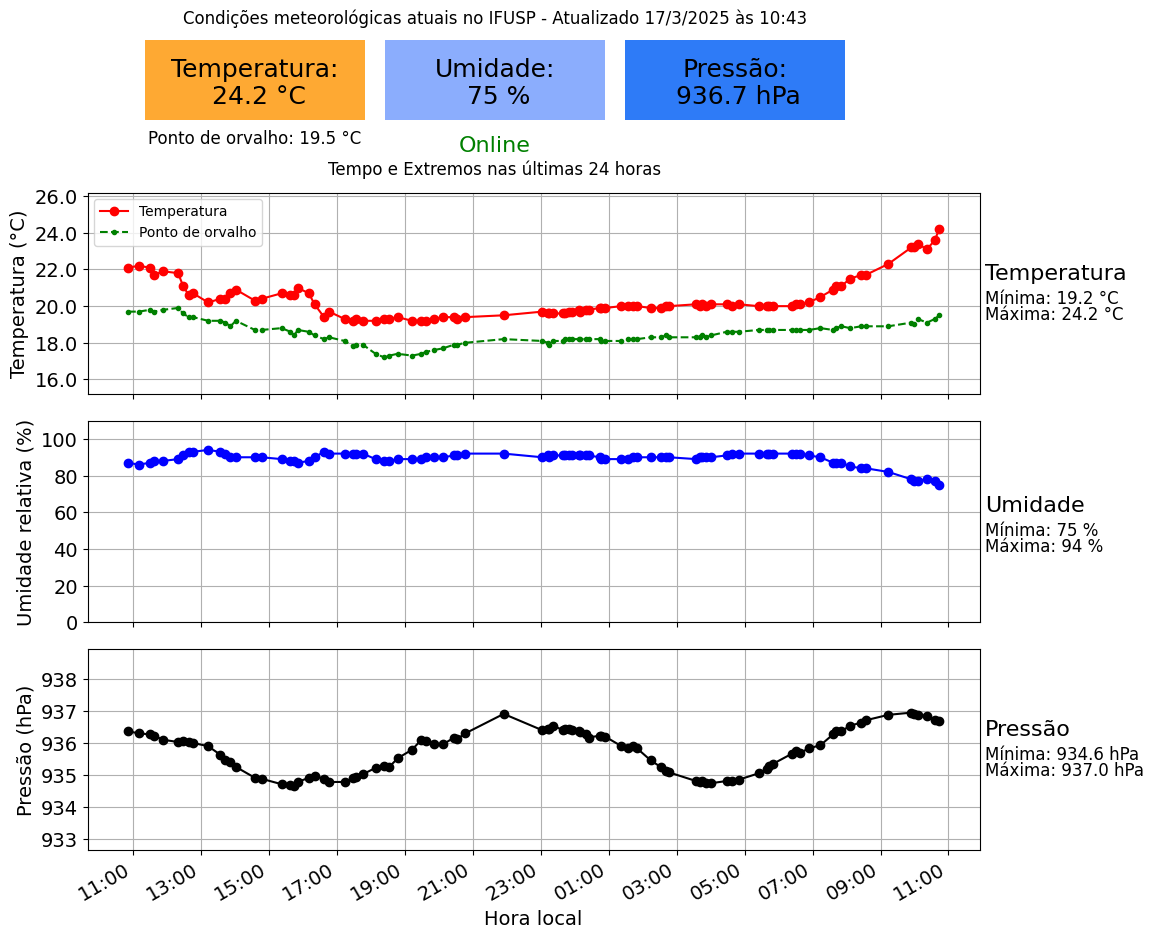 Condições meteorológicas atuais no IFUSP - Atualizado 17/3/2025 às 10:43
Temperatura:
24.2 °C
Umidade:
75 %
Pressão:
936.7 hPa
Ponto de orvalho: 19.5 °C
Online
Tempo e Extremos nas últimas 24 horas
Temperatura (°C)
26.0
24.0
22.0
20.0
18.0
16.0
Temperatura
Ponto de orvalho
Temperatura
Mínima: 19.2 °C
Máxima: 24.2 °C
Umidade relativa (%)
100
80
60
40
20
0
Umidade
Mínima: 75 %
Máxima: 94 %
Pressão (hPa)
938
937
936
935
934
933
Pressão
Mínima: 934.6 hPa
Máxima: 937.0 hPa
11:00
13:00
15:00
17:00
19:00
21:00
23:00
01:00
03:00
05:00
07:00
09:00
11:00
Hora local